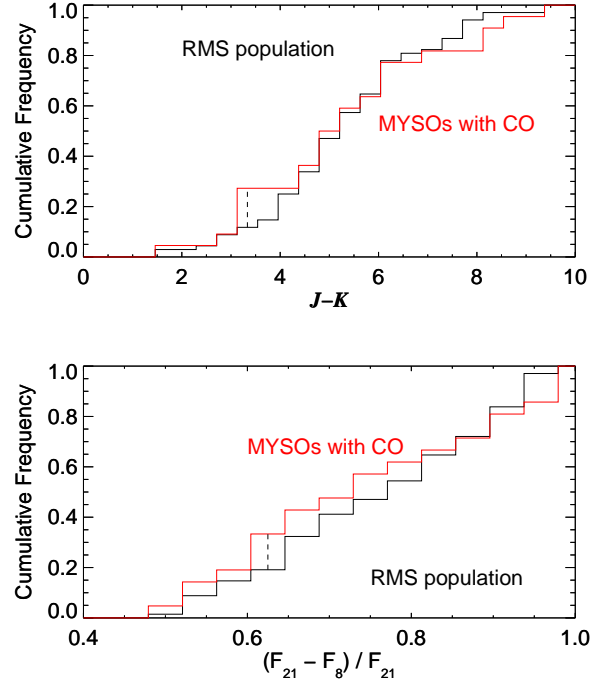 1.0
0.8
0.6
0.4
0.2
0.0
Cumulative Frequency
RMS population
MYSOs with CO
0 2 4 6 8 10
J−K
1.0
0.8
0.6
0.4
0.2
0.0
Cumulative Frequency
MYSOs with CO
RMS population
0.4 0.6 0.8 1.0
(F21 − F8) / F21